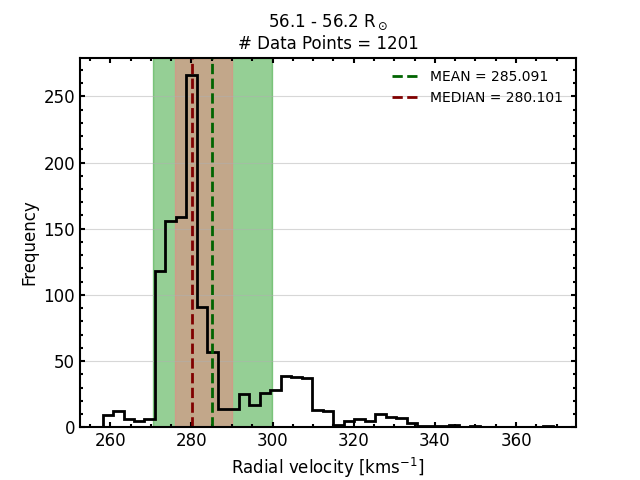 56.1 - 56.2 R⊙
# Data Points = 1201
MEAN = 285.091
MEDIAN = 280.101
250
200
150
100
50
0
Frequency
260 280 300 320 340 360
Radial velocity [kms⁻¹]